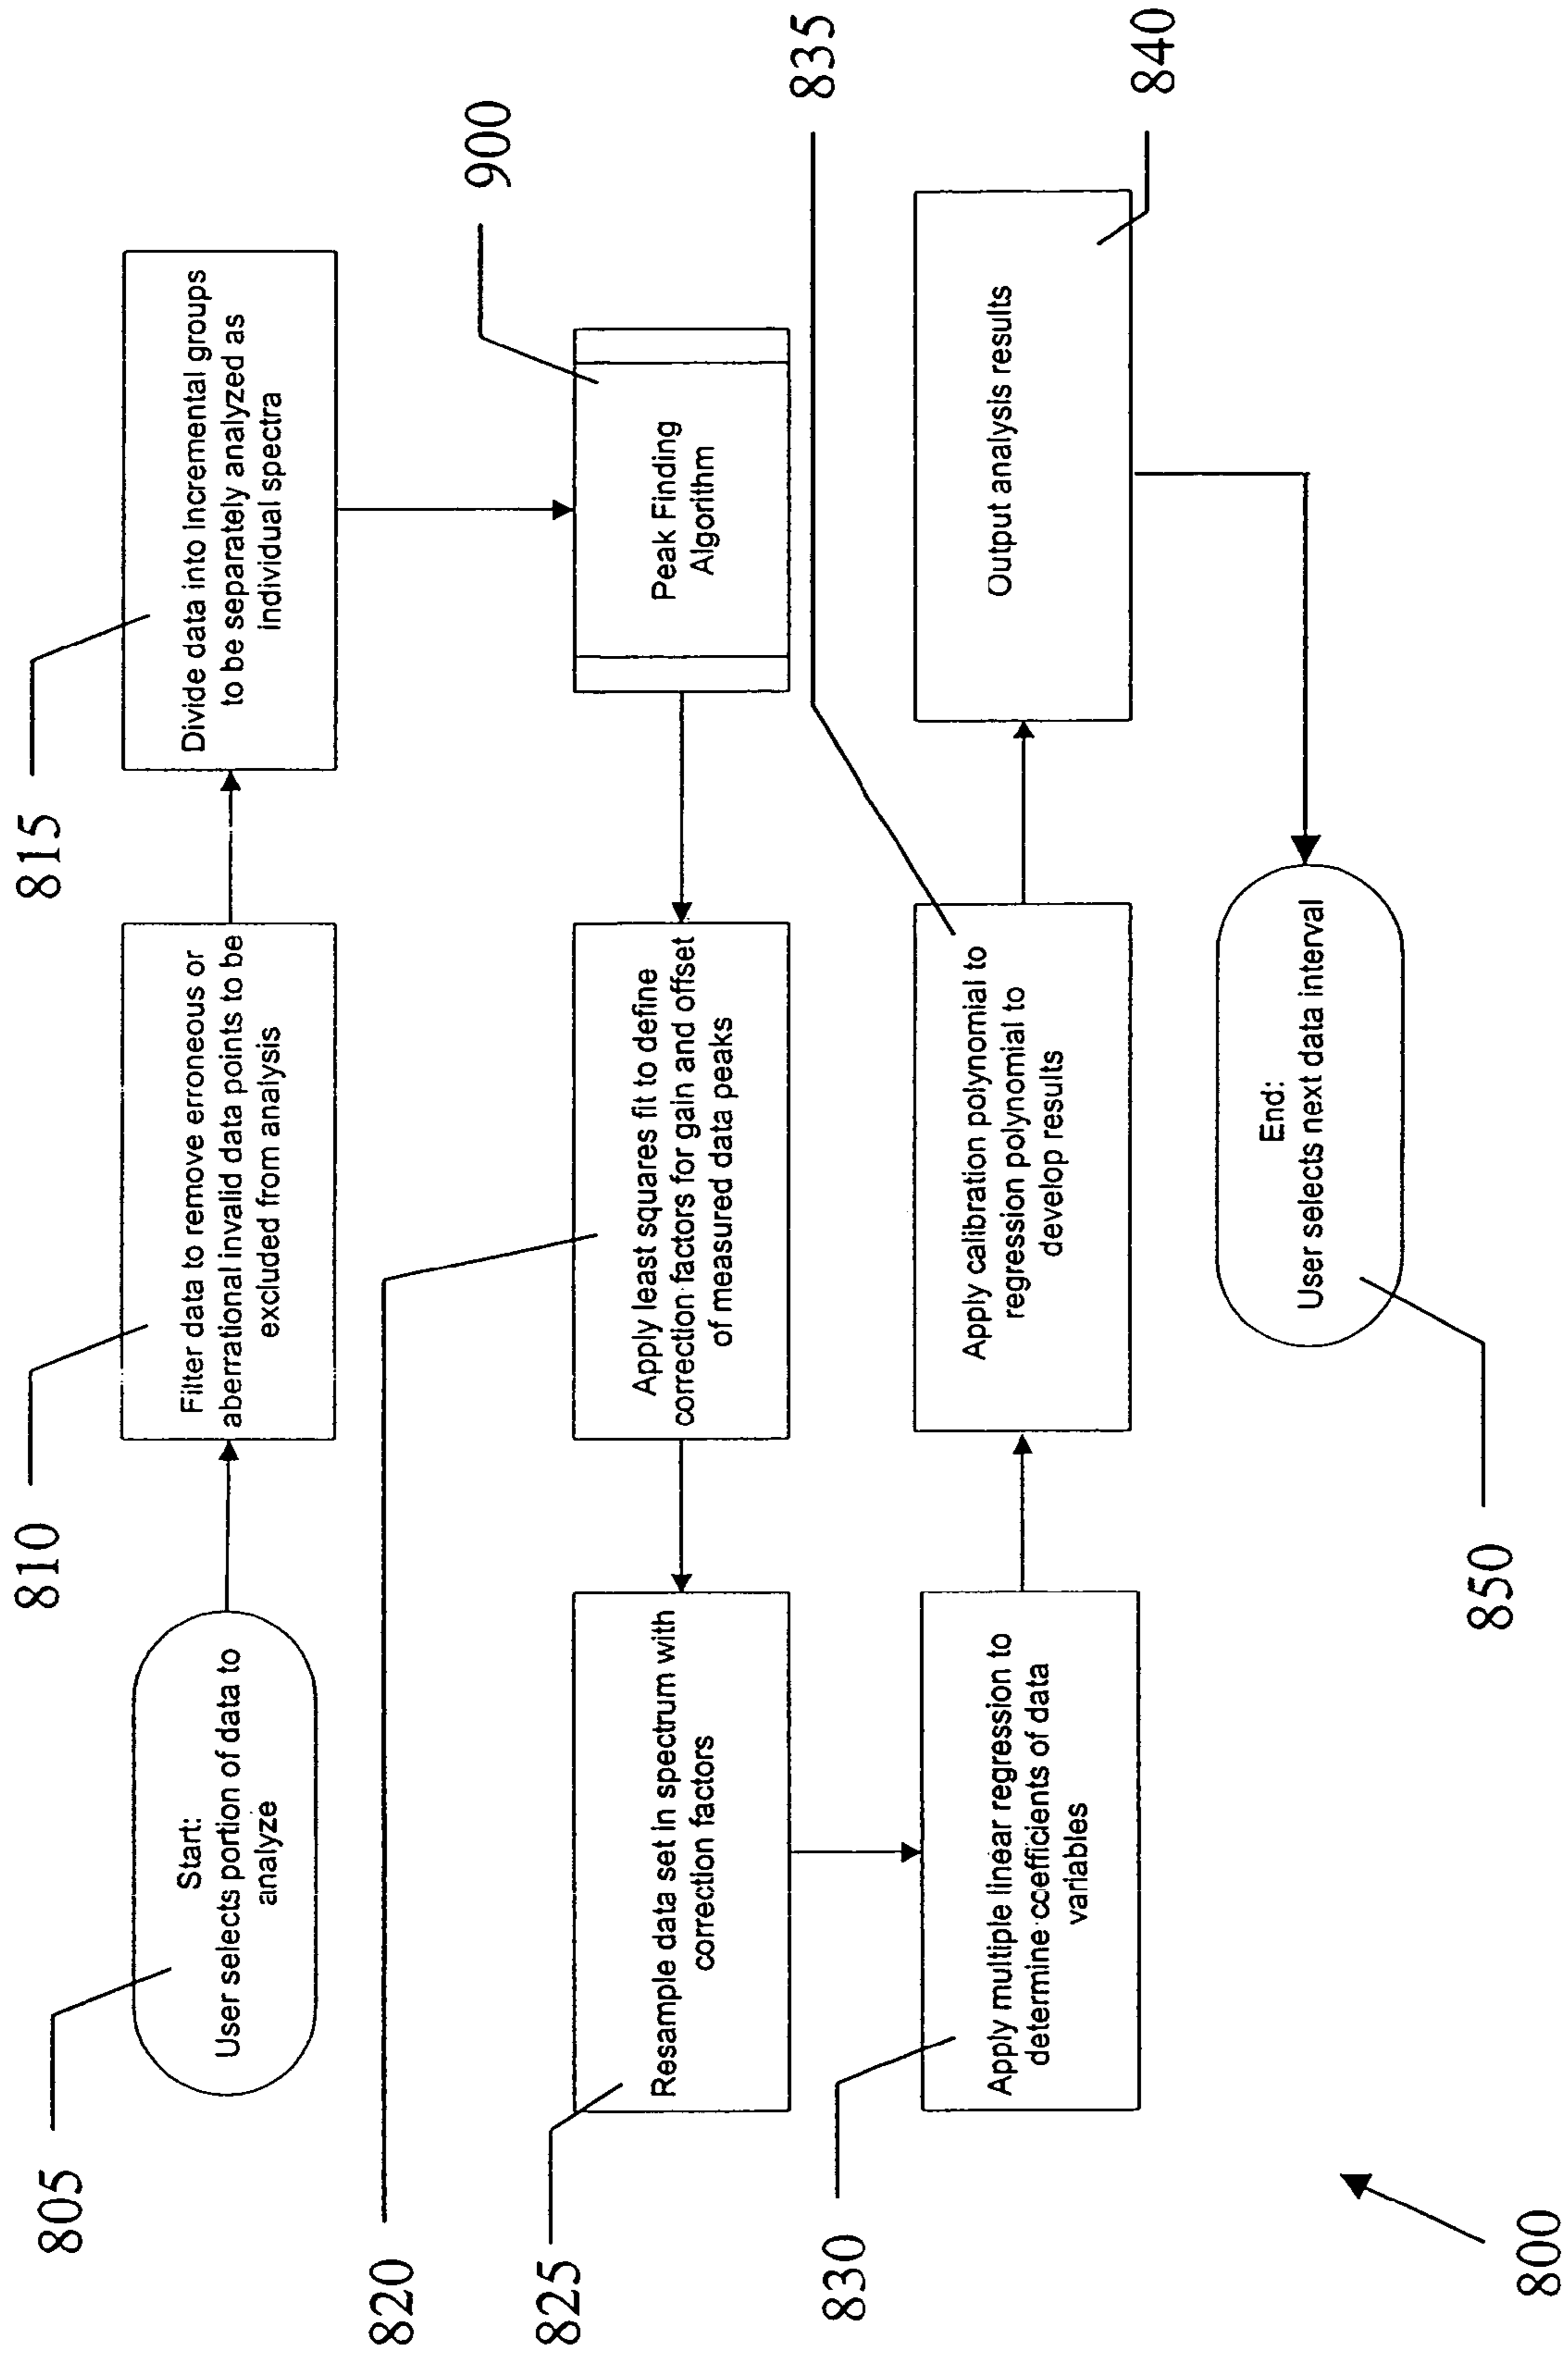 810
815
805
Start:
User selects portion of data to
analyze
Filter data to remove erroneous or
aberrational invalid data points to be
excluded from analysis
Divide data into incremental groups
to be separately analyzed as
individual spectra
820
900
825
Resample data set in spectrum with
correction factors
Apply least squares fit to define
correction factors for gain and offset
of measured data peaks
Peak Finding
Algorithm
830
835
Apply multiple linear regression to
determine coefficients of data
variables
Apply calibration polynomial to
regression polynomial to
develop results
Output analysis results
840
End:
User selects next data interval
850
800